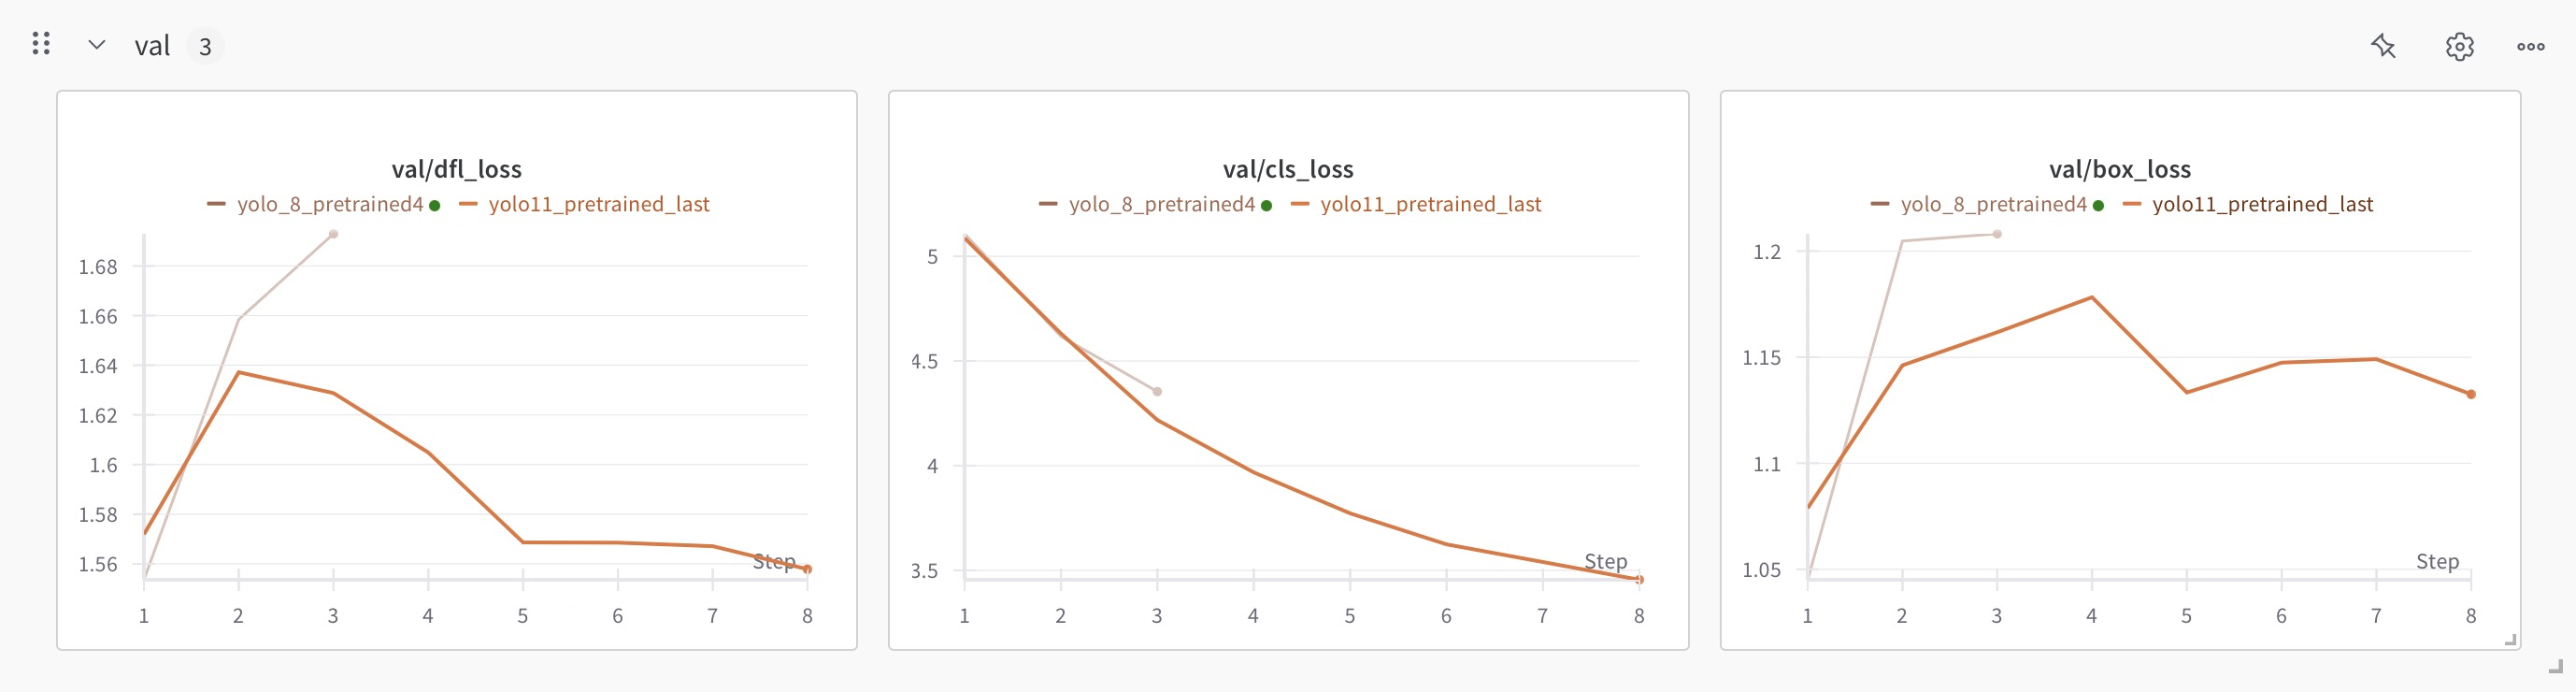 val 3
val/dfl_loss
yolo_8_pretrained4 yolo11_pretrained_last
1.68
1.66
1.64
1.62
1.6
1.58
1.56
Step
1 2 3 4 5 6 7 8
val/cls_loss
yolo_8_pretrained4 yolo11_pretrained_last
5
4.5
4
3.5
Step
1 2 3 4 5 6 7 8
val/box_loss
yolo_8_pretrained4 yolo11_pretrained_last
1.2
1.15
1.1
1.05
Step
1 2 3 4 5 6 7 8